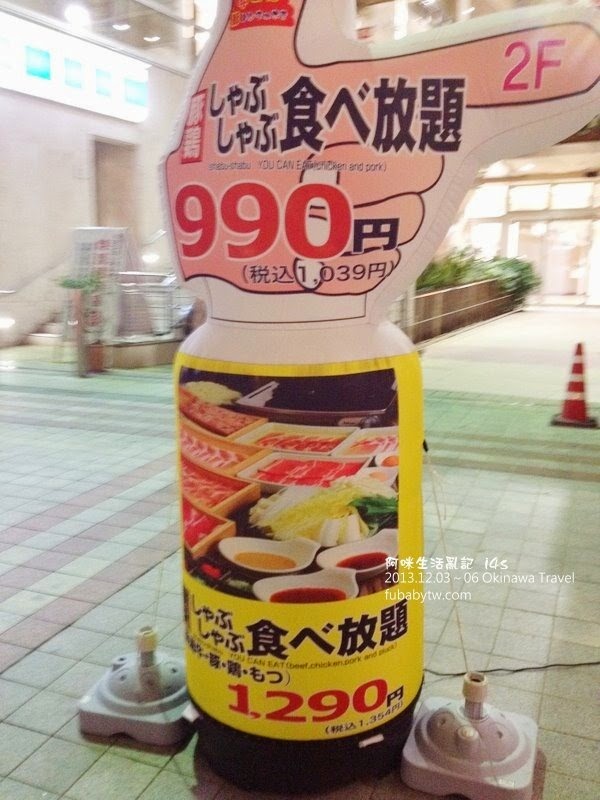 2F
豚
鶏
しゃぶ
しゃぶ
食べ放題
shabu-shabu YOU CAN EAT(chicken and pork)
990円
(税込1,039円)
阿咪生活亂記 i4s
2013.12.03～06 Okinawa Travel
fubabytw.com
しゃぶ
しゃぶ
食べ放題
YOU CAN EAT(beef,chicken,pork and
豚・鶏・もつ)
1,290円
(税込1,354円)